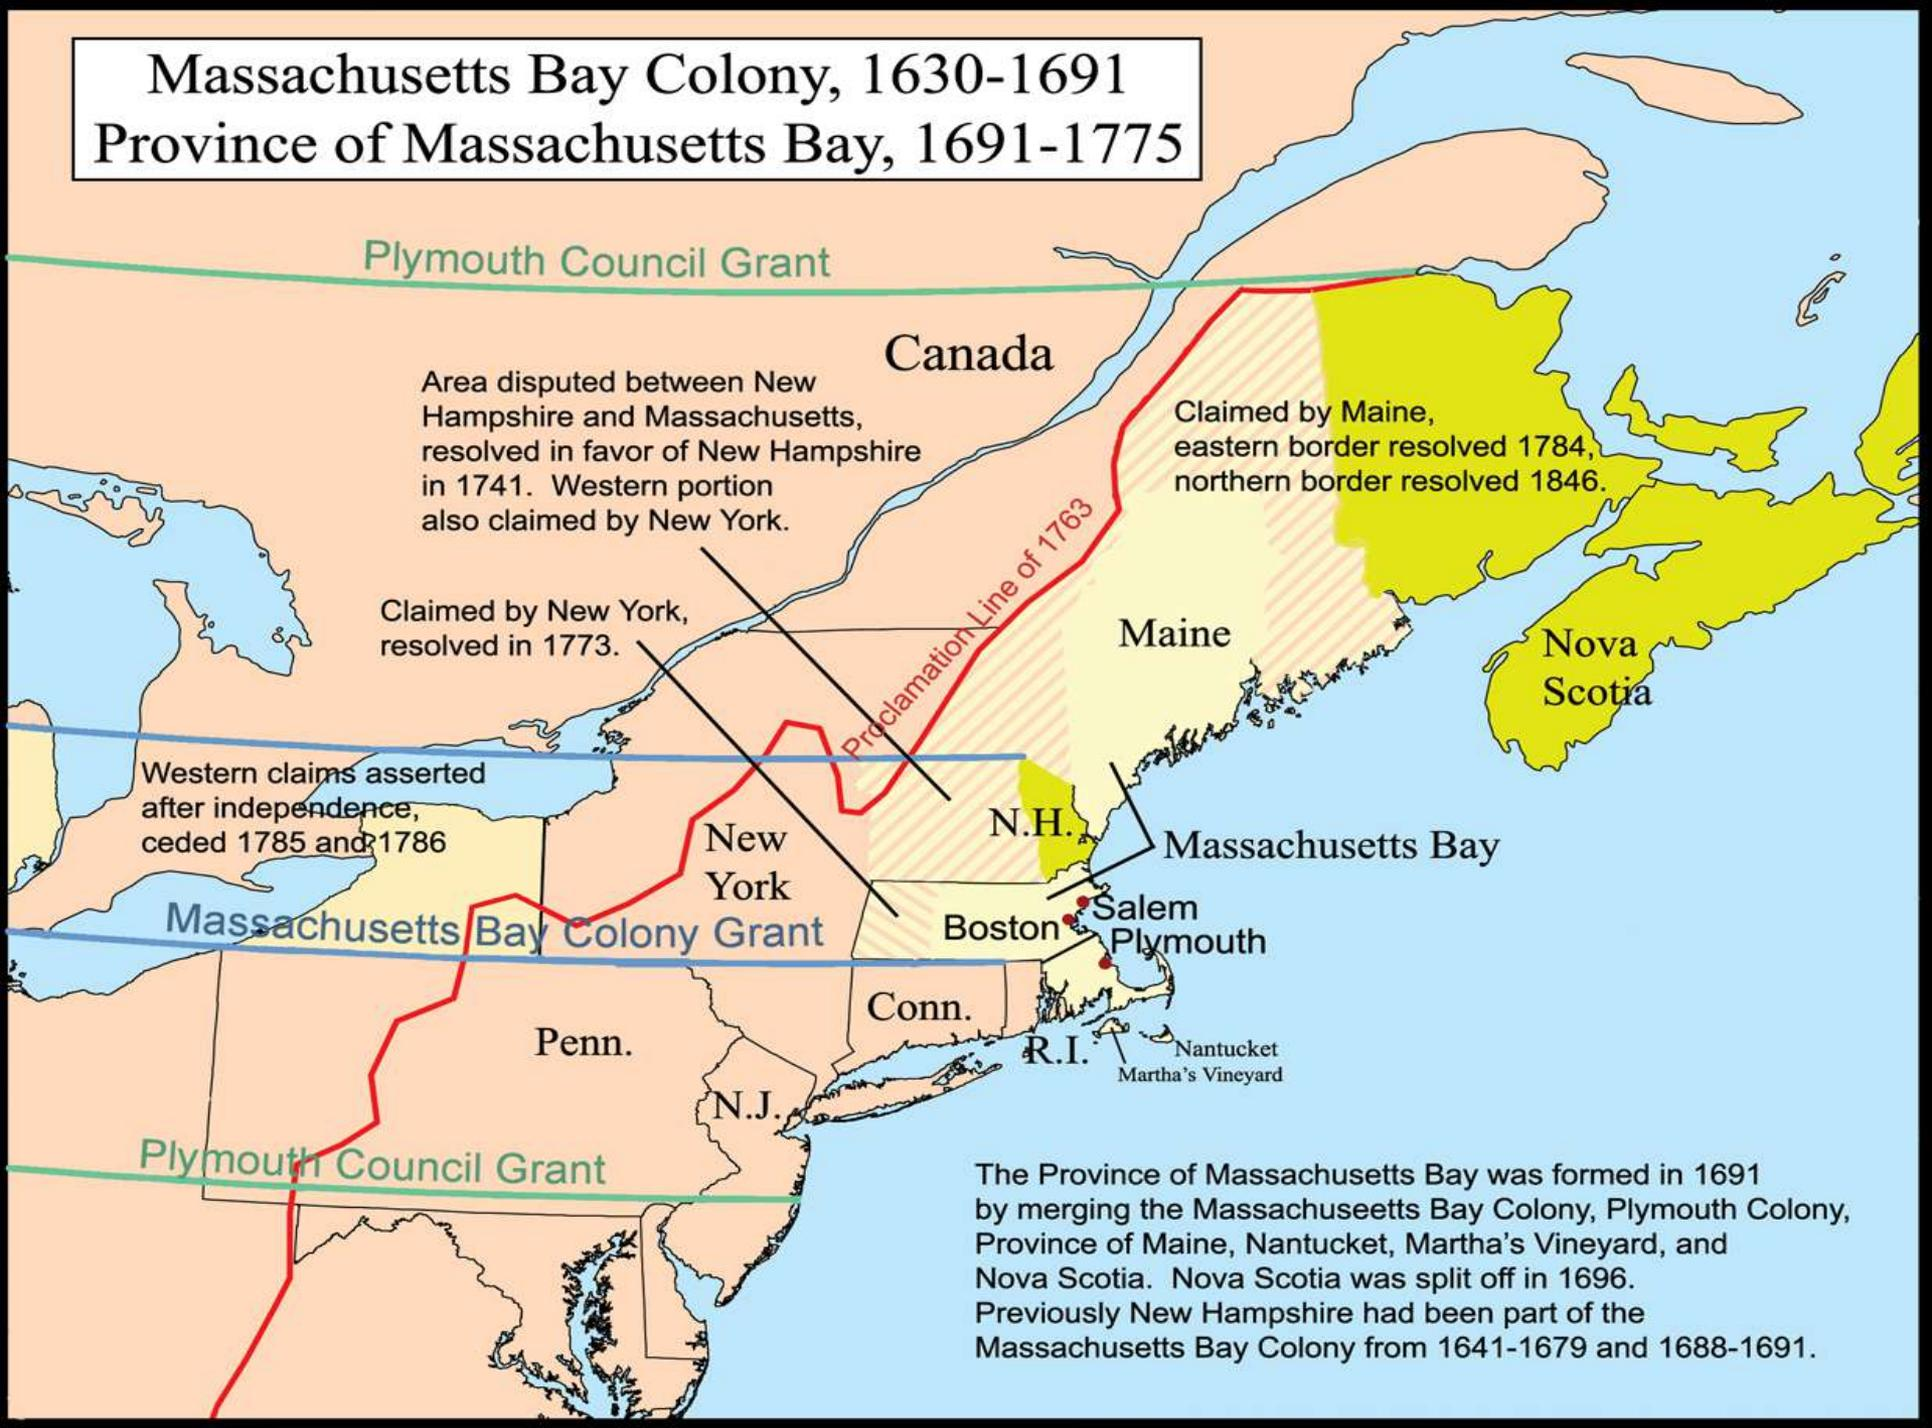 Massachusetts Bay Colony, 1630-1691
Province of Massachusetts Bay, 1691-1775
Plymouth Council Grant
Canada
Area disputed between New
Hampshire and Massachusetts,
resolved in favor of New Hampshire
in 1741. Western portion
also claimed by New York.
Claimed by Maine,
eastern border resolved 1784,
northern border resolved 1846.
Proclamation Line of 1763
Claimed by New York,
resolved in 1773.
Maine
Nova
Scotia
Western claims asserted
after independence,
ceded 1785 and 1786
New
York
N.H.
Massachusetts Bay
Massachusetts Bay Colony Grant
Boston
Salem
Plymouth
Conn.
Penn.
R.I.
Nantucket
Martha's Vineyard
N.J.
Plymouth Council Grant
The Province of Massachusetts Bay was formed in 1691
by merging the Massachuseetts Bay Colony, Plymouth Colony,
Province of Maine, Nantucket, Martha's Vineyard, and
Nova Scotia. Nova Scotia was split off in 1696.
Previously New Hampshire had been part of the
Massachusetts Bay Colony from 1641-1679 and 1688-1691.